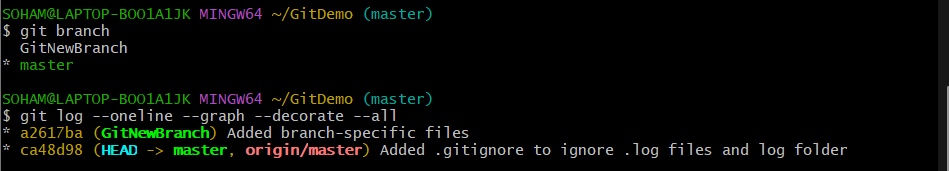 SOHAM@LAPTOP-BOO1A1JK MINGW64 ~/GitDemo (master)
$ git branch
  GitNewBranch
* master
SOHAM@LAPTOP-BOO1A1JK MINGW64 ~/GitDemo (master)
$ git log --oneline --graph --decorate --all
* a2617ba (GitNewBranch) Added branch-specific files
* ca48d98 (HEAD -> master, origin/master) Added .gitignore to ignore .log files and log folder